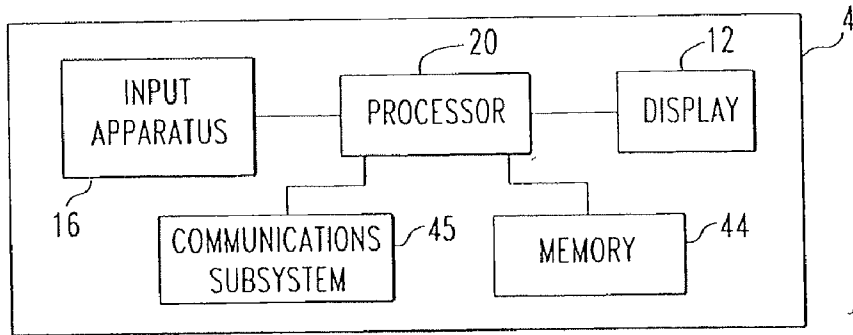 20
12
4
INPUT
APPARATUS
PROCESSOR
DISPLAY
16
COMMUNICATIONS
SUBSYSTEM
45
MEMORY
44